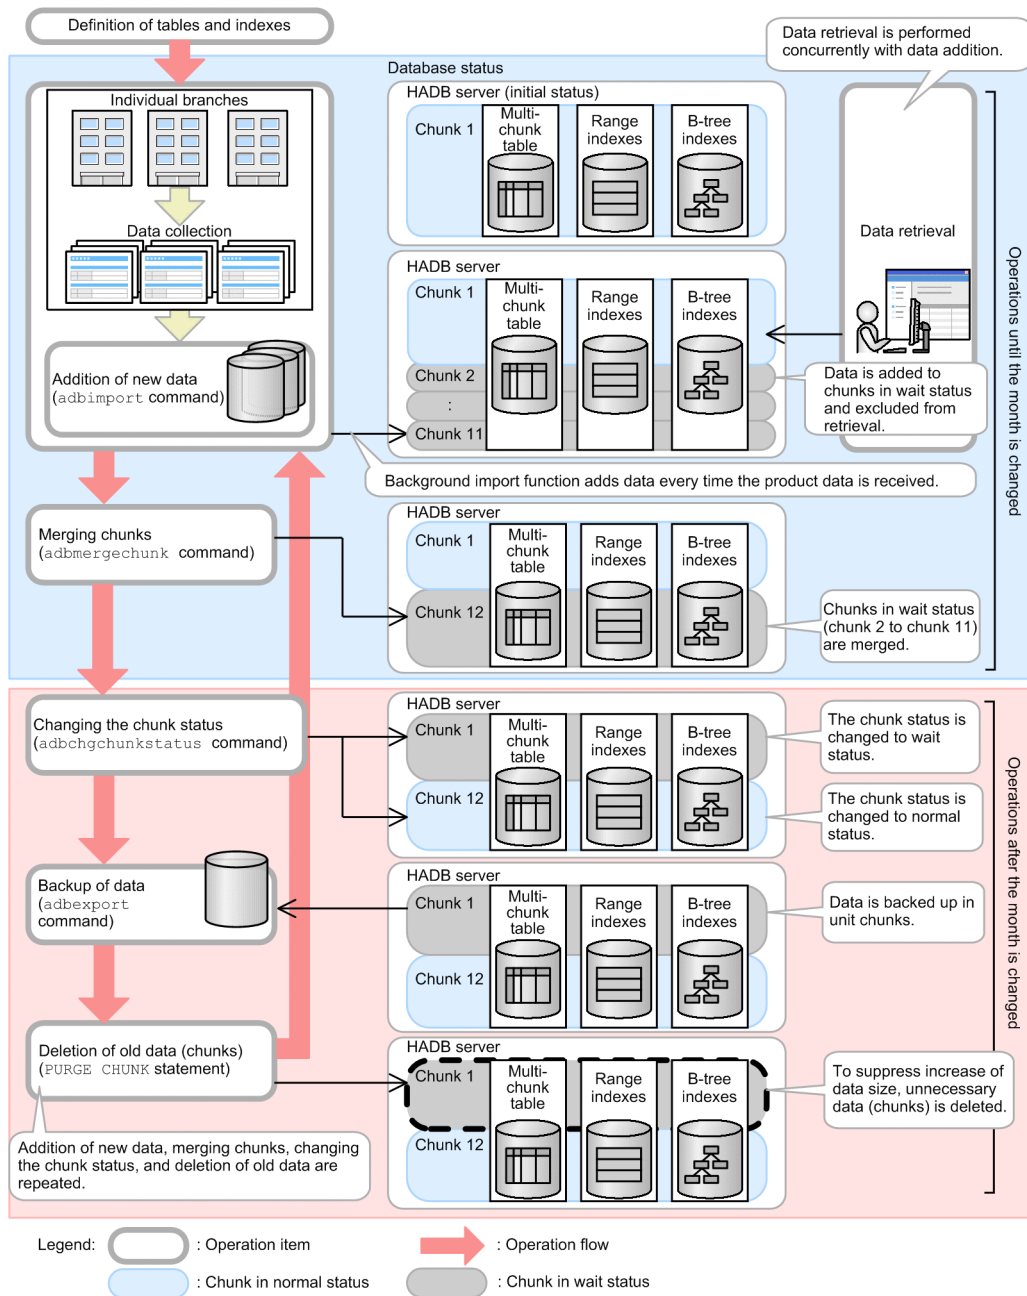 Definition of tables and indexes
Data retrieval is performed
concurrently with data addition.
Database status
Individual branches
Data collection
Addition of new data
(adbimport command)
HADB server (initial status)
Chunk 1
Multi-
chunk
table
Range
indexes
B-tree
indexes
Data retrieval
HADB server
Chunk 1
Multi-
chunk
table
Range
indexes
B-tree
indexes
Chunk 2
:
Chunk 11
Data is added to
chunks in wait status
and excluded from
retrieval.
Background import function adds data every time the product data is received.
Operations until the month is changed
Merging chunks
(adbmergechunk command)
HADB server
Chunk 1
Multi-
chunk
table
Range
indexes
B-tree
indexes
Chunk 12
Chunks in wait status
(chunk 2 to chunk 11)
are merged.
Changing the chunk status
(adbchgchunkstatus command)
HADB server
Chunk 1
Multi-
chunk
table
Range
indexes
B-tree
indexes
Chunk 12
The chunk status is
changed to wait
status.
The chunk status is
changed to normal
status.
Operations after the month is changed
Backup of data
(adbexport
command)
HADB server
Chunk 1
Multi-
chunk
table
Range
indexes
B-tree
indexes
Chunk 12
Data is backed up in
unit chunks.
Deletion of old data (chunks)
(PURGE CHUNK statement)
HADB server
Chunk 1
Multi-
chunk
table
Range
indexes
B-tree
indexes
Chunk 12
To suppress increase of
data size, unnecessary
data (chunks) is deleted.
Addition of new data, merging chunks, changing
the chunk status, and deletion of old data are
repeated.
Legend:
: Operation item
: Operation flow
: Chunk in normal status
: Chunk in wait status